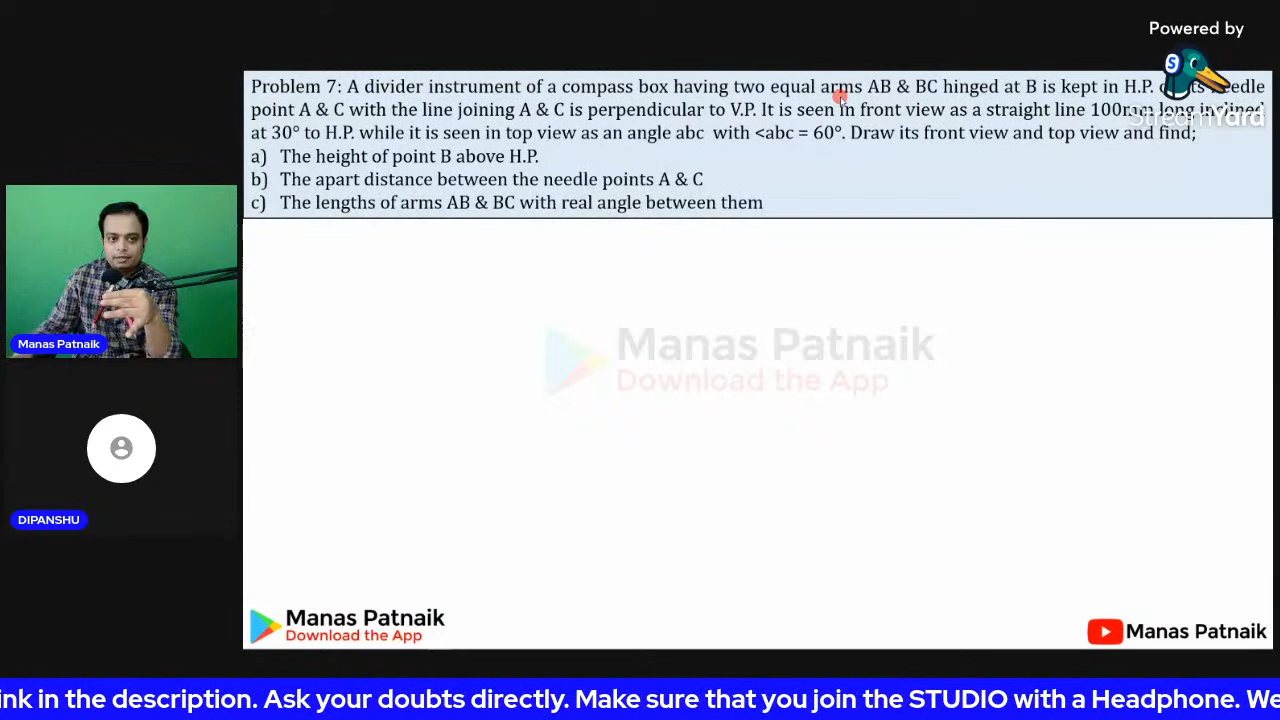 Powered by
StreamYard
Problem 7: A divider instrument of a compass box having two equal arms AB & BC hinged at B is kept in H.P. on its needle
point A & C with the line joining A & C is perpendicular to V.P. It is seen in front view as a straight line 100mm long inclined
at 30° to H.P. while it is seen in top view as an angle abc with <abc = 60°. Draw its front view and top view and find;
a) The height of point B above H.P.
b) The apart distance between the needle points A & C
c) The lengths of arms AB & BC with real angle between them
Manas Patnaik
DIPANSHU
Manas Patnaik
Download the App
Manas Patnaik
Download the App
Manas Patnaik
ink in the description. Ask your doubts directly. Make sure that you join the STUDIO with a Headphone. We